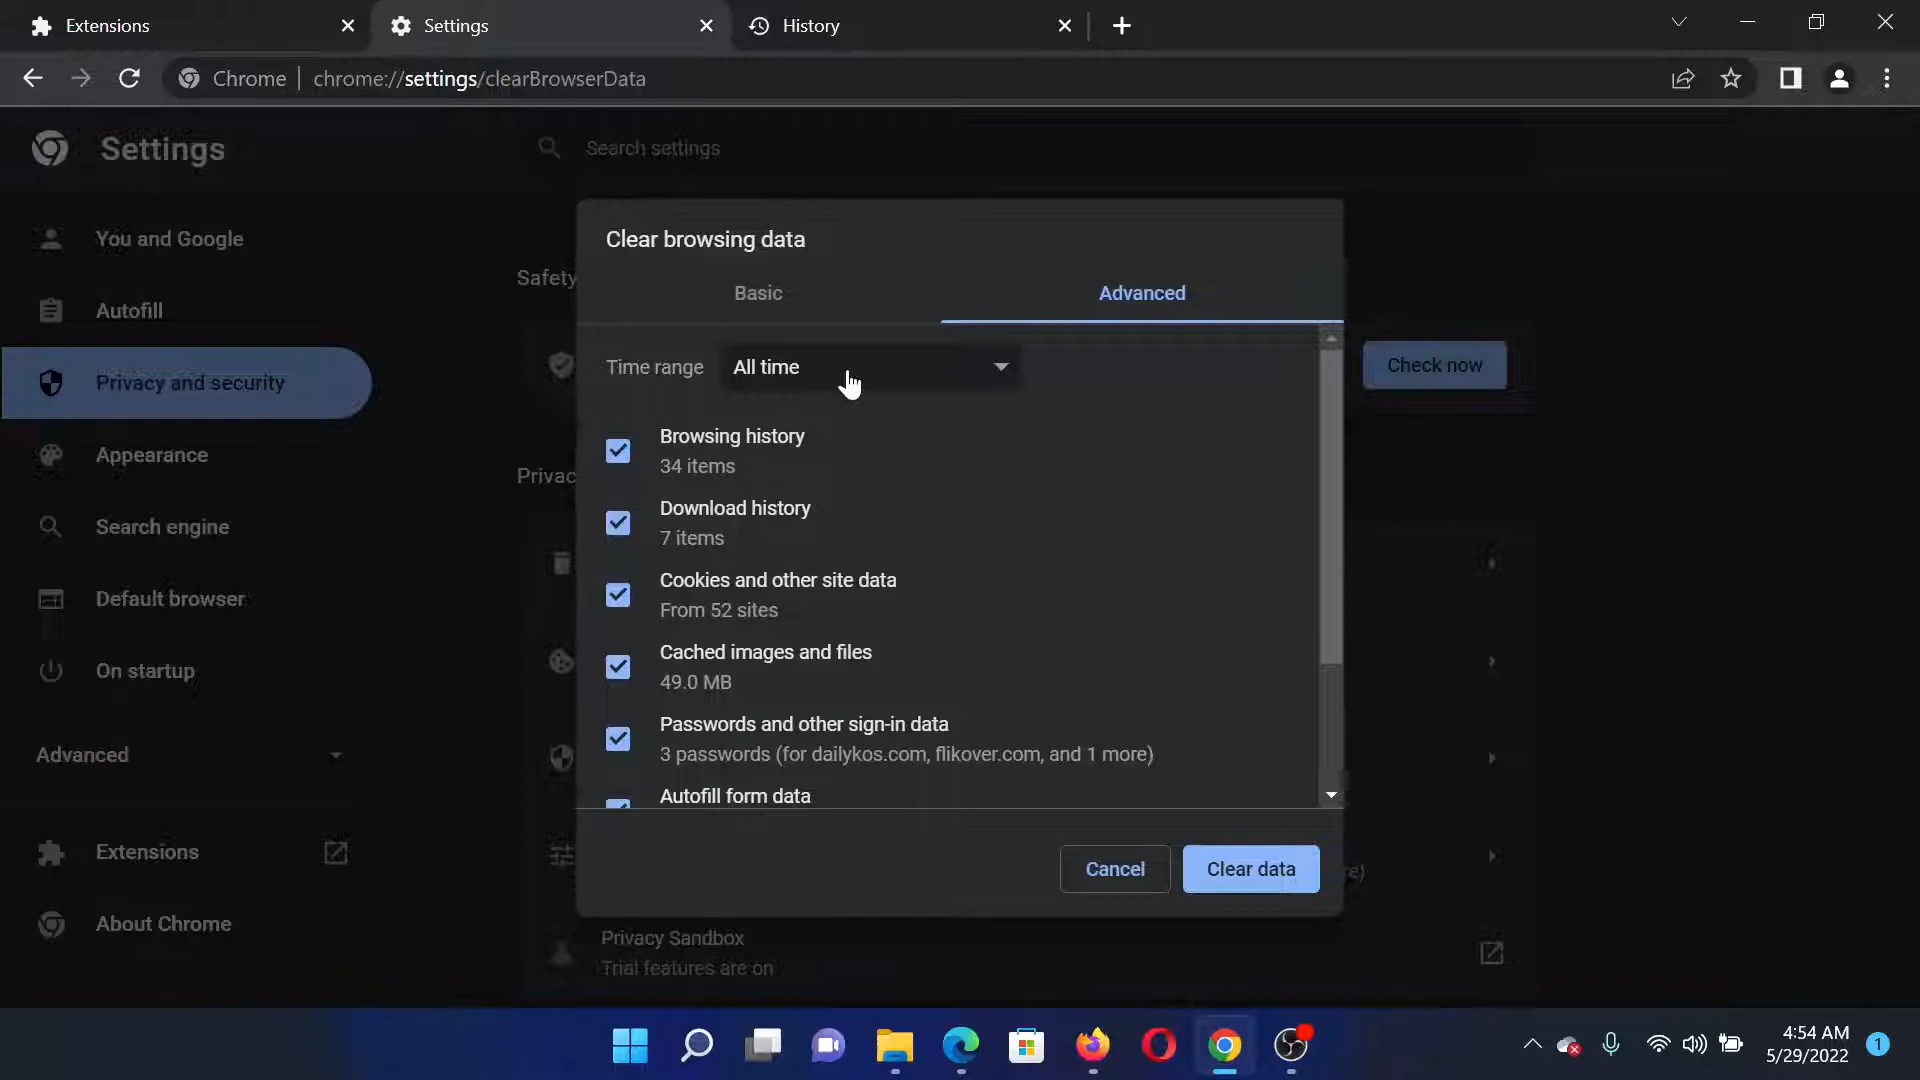 Extensions
Settings
History
Chrome
chrome://settings/clearBrowserData
Settings
Search settings
You and Google
Autofill
Privacy and security
Appearance
Search engine
Default browser
On startup
Advanced
Extensions
About Chrome
Safety
Check now
Privac
Clear browsing data
Basic
Advanced
Time range
All time
Browsing history
34 items
Download history
7 items
Cookies and other site data
From 52 sites
Cached images and files
49.0 MB
Passwords and other sign-in data
3 passwords (for dailykos.com, flikover.com, and 1 more)
Autofill form data
Cancel
Clear data
re)
Privacy Sandbox
Trial features are on
4:54 AM
5/29/2022
1